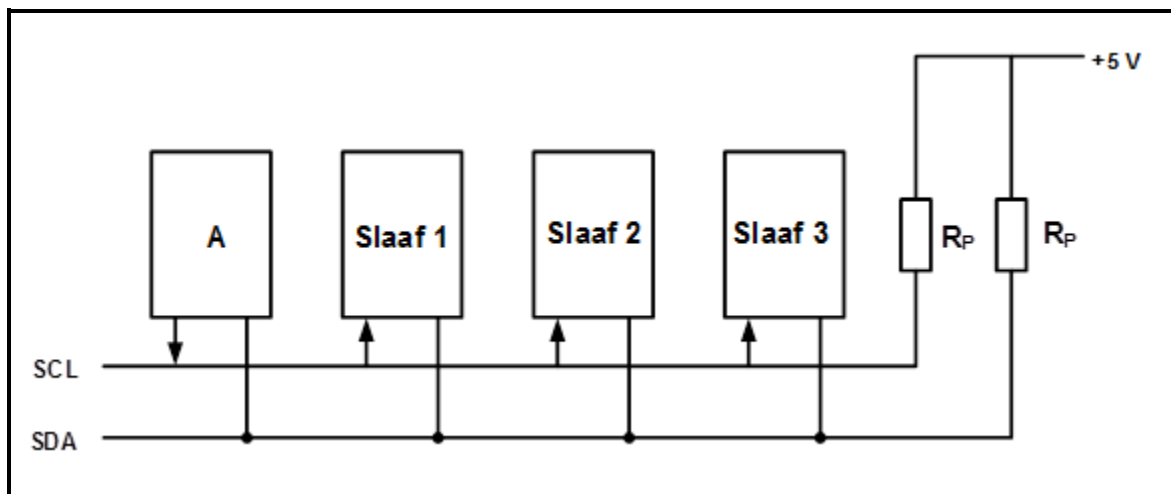 +5 V
A
Slaaf 1
Slaaf 2
Slaaf 3
RP
RP
SCL
SDA